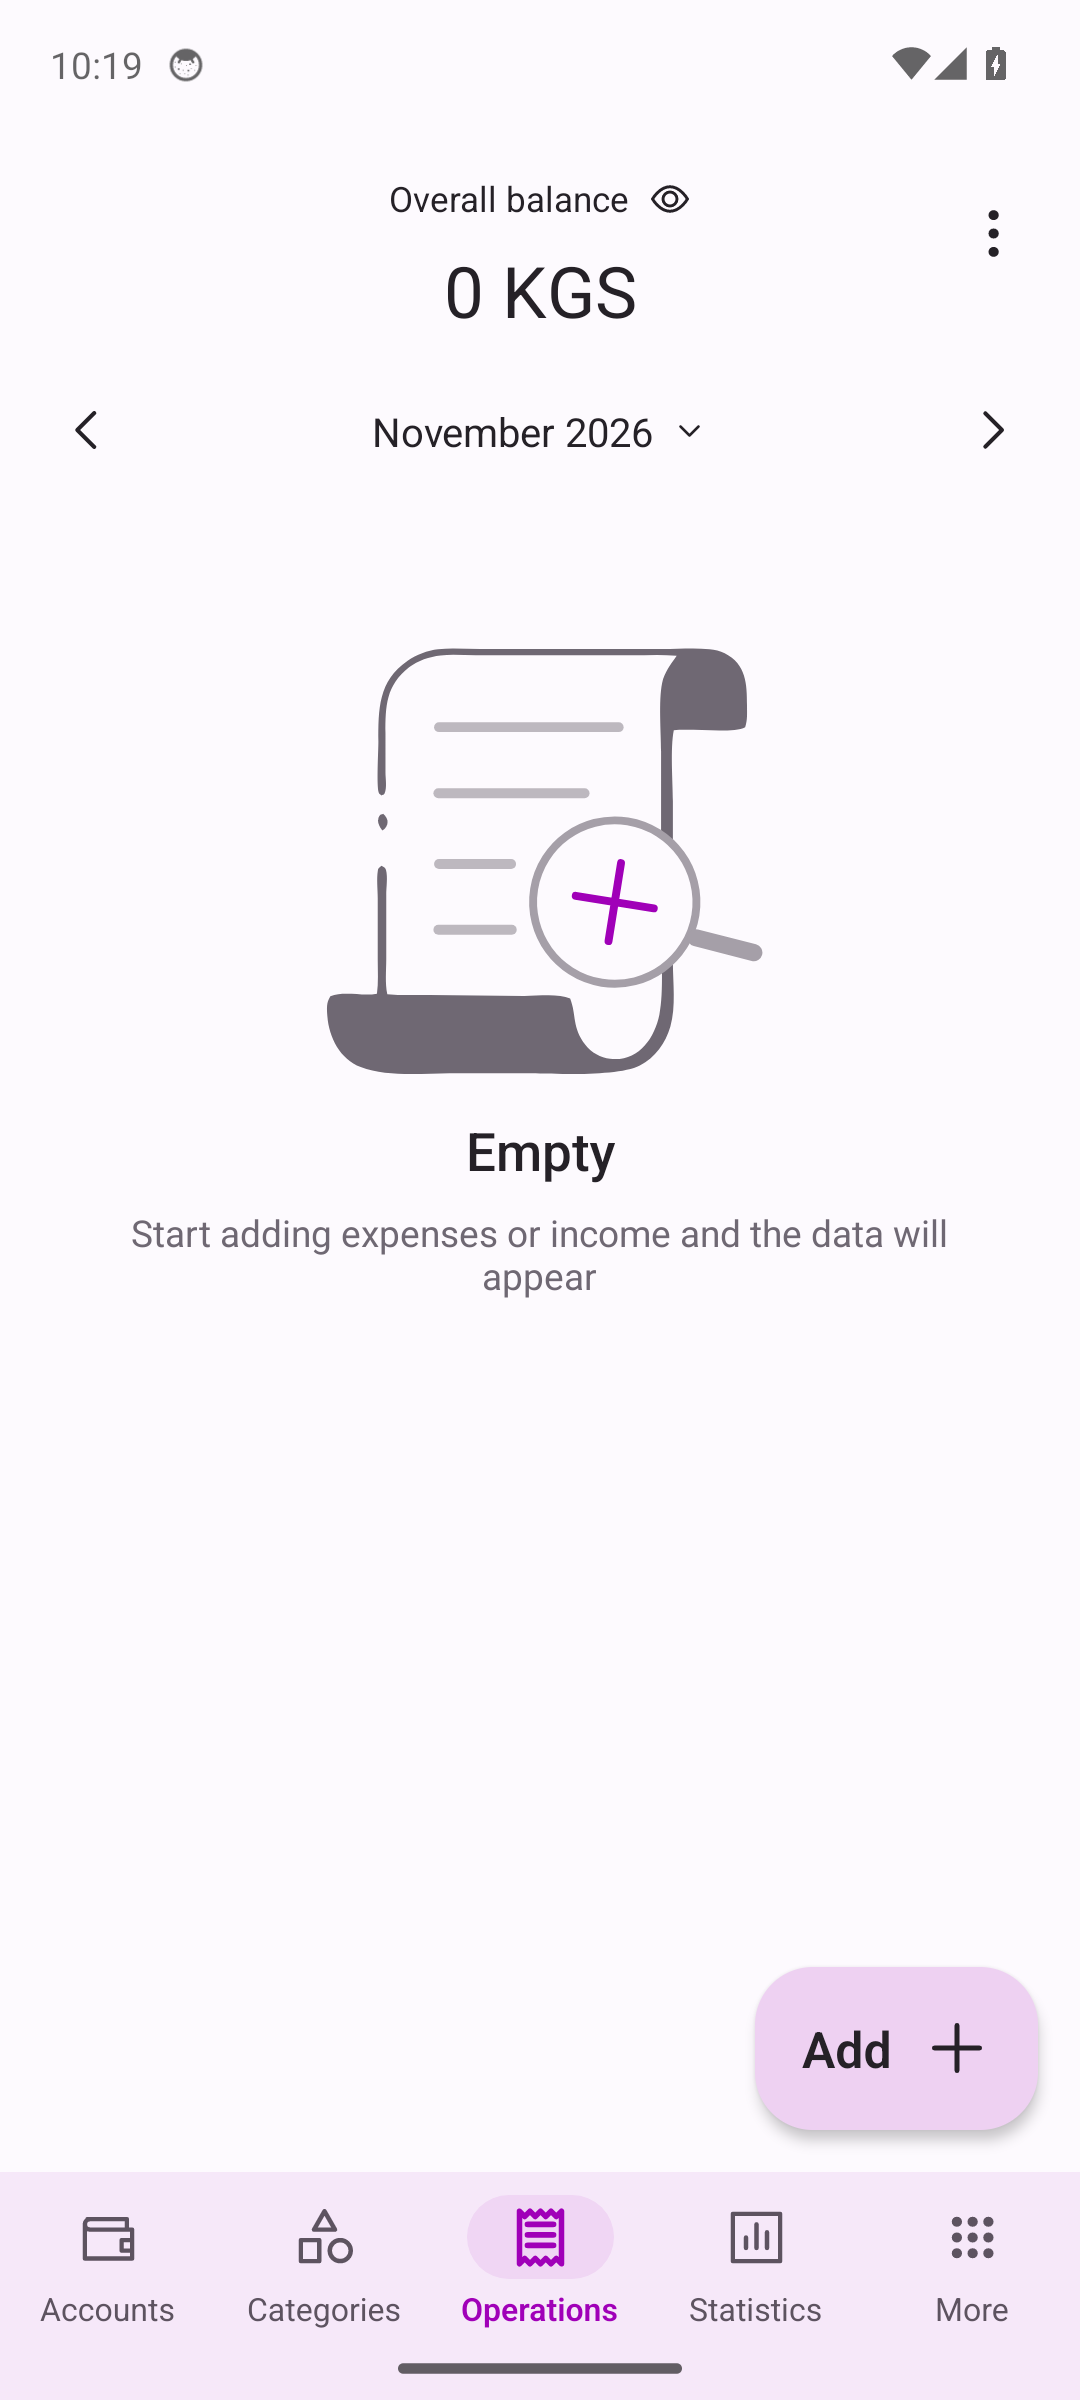 10:19
Overall balance
0 KGS
November 2026
Empty
Start adding expenses or income and the data will
appear
Add
Accounts
Categories
Operations
Statistics
More